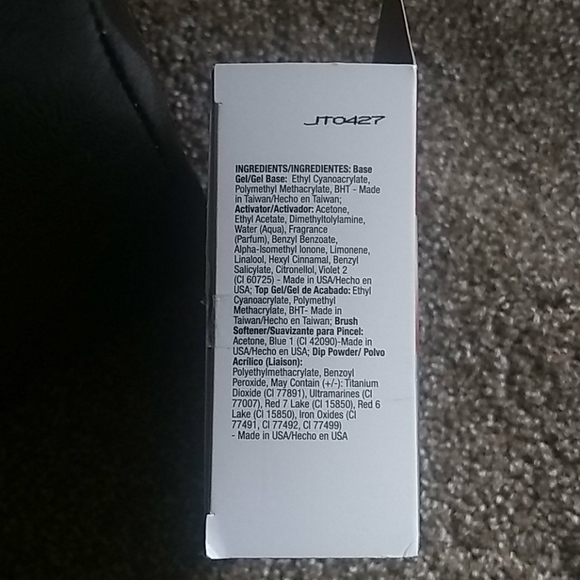 JT0427
INGREDIENTS/INGREDIENTES: Base
Gel/Gel Base: Ethyl Cyanoacrylate,
Polymethyl Methacrylate, BHT - Made
in Taiwan/Hecho en Taiwan;
Activator/Activador: Acetone,
Ethyl Acetate, Dimethyltolylamine,
Water (Aqua), Fragrance
(Parfum), Benzyl Benzoate,
Alpha-Isomethyl Ionone, Limonene,
Linalool, Hexyl Cinnamal, Benzyl
Salicylate, Citronellol, Violet 2
(CI 60725) - Made in USA/Hecho en
USA; Top Gel/Gel de Acabado: Ethyl
Cyanoacrylate, Polymethyl
Methacrylate, BHT- Made in
Taiwan/Hecho en Taiwan; Brush
Softener/Suavizante para Pincel:
Acetone, Blue 1 (CI 42090)-Made in
USA/Hecho en USA; Dip Powder/ Polvo
Acrílico (Liaison):
Polyethylmethacrylate, Benzoyl
Peroxide, May Contain (+/-): Titanium
Dioxide (CI 77891), Ultramarines (CI
77007), Red 7 Lake (CI 15850), Red 6
Lake (CI 15850), Iron Oxides (CI
77491, CI 77492, CI 77499)
- Made in USA/Hecho en USA